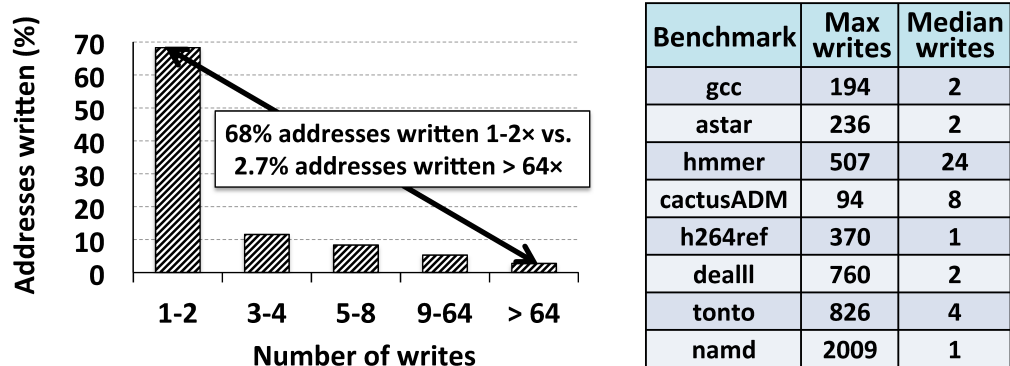 Addresses written (%)
70
60
50
40
30
20
10
0
68% addresses written 1-2× vs.
2.7% addresses written > 64×
1-2 3-4 5-8 9-64 > 64
Number of writes
Benchmark Max writes Median writes
gcc 194 2
astar 236 2
hmmer 507 24
cactusADM 94 8
h264ref 370 1
dealll 760 2
tonto 826 4
namd 2009 1